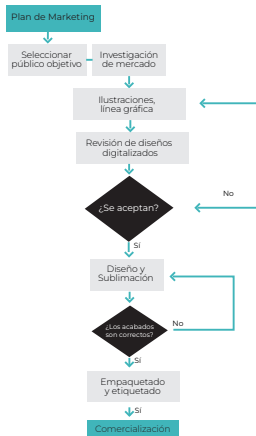 Plan de Marketing
Seleccionar
público objetivo
Investigación
de mercado
Ilustraciones,
línea gráfica
Revisión de diseños
digitalizados
¿Se aceptan?
No
Sí
Diseño y
Sublimación
¿Los acabados
son correctos?
No
Sí
Empaquetado
y etiquetado
Sí
Comercialización